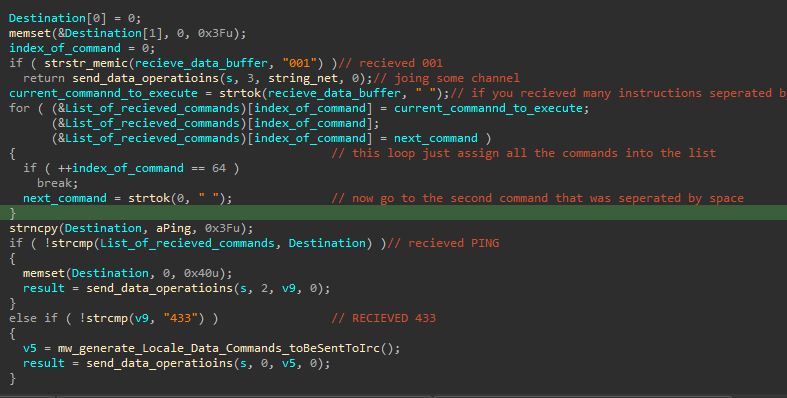 Destination[0] = 0;
memset(&Destination[1], 0, 0x3Fu);
index_of_command = 0;
if ( strstr_memic(recieve_data_buffer, "001") )// recieved 001
return send_data_operatioins(s, 3, string_net, 0);// joing some channel
current_commannd_to_execute = strtok(recieve_data_buffer, " ");// if you recieved many instructions seperated b
for ( (&List_of_recieved_commands)[index_of_command] = current_commannd_to_execute;
(&List_of_recieved_commands)[index_of_command];
(&List_of_recieved_commands)[index_of_command] = next_command )
{ // this loop just assign all the commands into the list
if ( ++index_of_command == 64 )
break;
next_command = strtok(0, " "); // now go to the second command that was seperated by space
}
strncpy(Destination, aPing, 0x3Fu);
if ( !strcmp(List_of_recieved_commands, Destination) )// recieved PING
{
memset(Destination, 0, 0x40u);
result = send_data_operatioins(s, 2, v9, 0);
}
else if ( !strcmp(v9, "433") ) // RECIEVED 433
{
v5 = mw_generate_Locale_Data_Commands_toBeSentToIrc();
result = send_data_operatioins(s, 0, v5, 0);
}